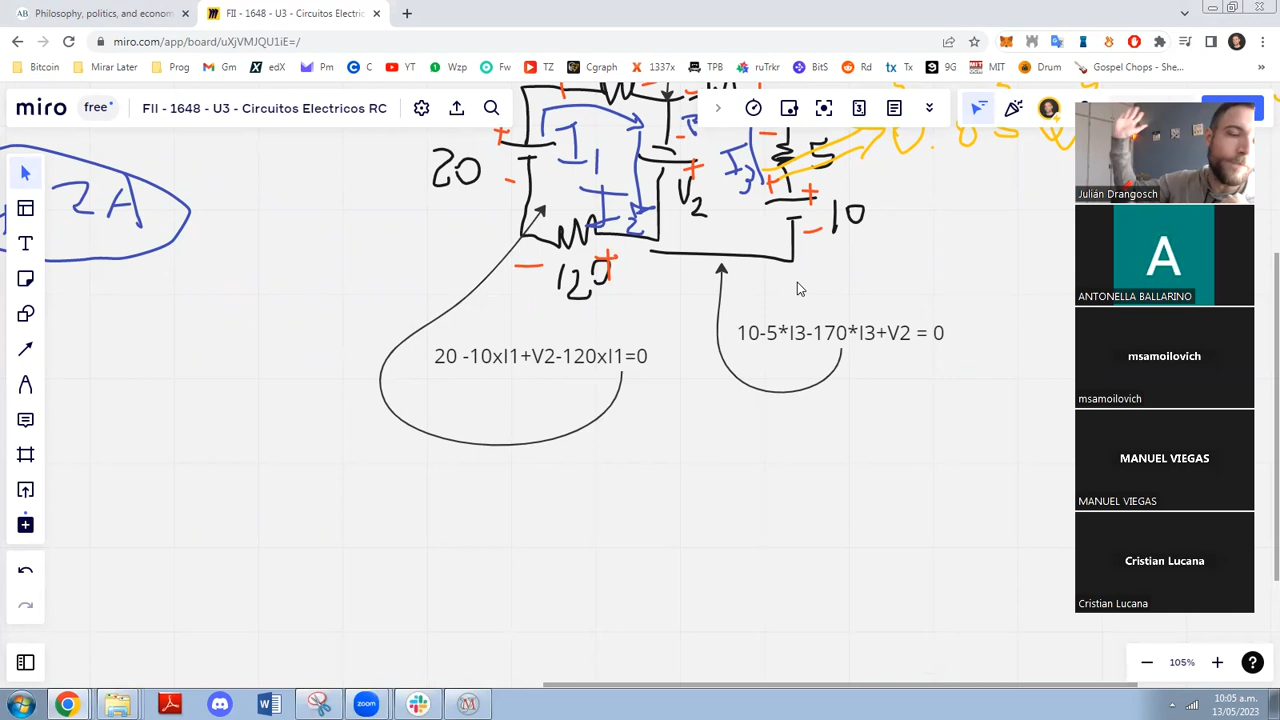 Philosophy, politics, and econom
FII - 1648 - U3 - Circuitos Electric
miro.com/app/board/uXjVMJQU1iE=/
Bitcoin
Mirar Later
Prog
Gm
edX
Pm
C
YT
Wzp
Fw
TZ
Cgraph
1337x
TPB
ruTrkr
BitS
Rd
Tx
9G
MIT
Drum
Gospel Chops - She...
miro
free
FII - 1648 - U3 - Circuitos Electricos RC
2A
20
I1
I2
V2
I3
5
10
120
10-5*I3-170*I3+V2 = 0
20 -10xI1+V2-120xI1=0
Julián Drangosch
A
ANTONELLA BALLARINO
msamoilovich
msamoilovich
MANUEL VIEGAS
MANUEL VIEGAS
Cristian Lucana
Cristian Lucana
105%
zoom
10:05 a.m.
13/05/2023